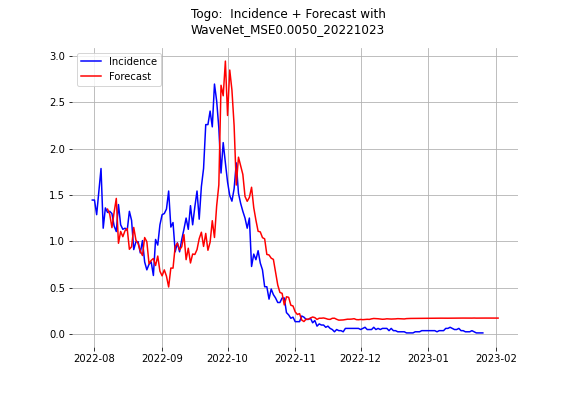 Togo:  Incidence + Forecast with
WaveNet_MSE0.0050_20221023
Incidence
Forecast
3.0
2.5
2.0
1.5
1.0
0.5
0.0
2022-08 2022-09 2022-10 2022-11 2022-12 2023-01 2023-02